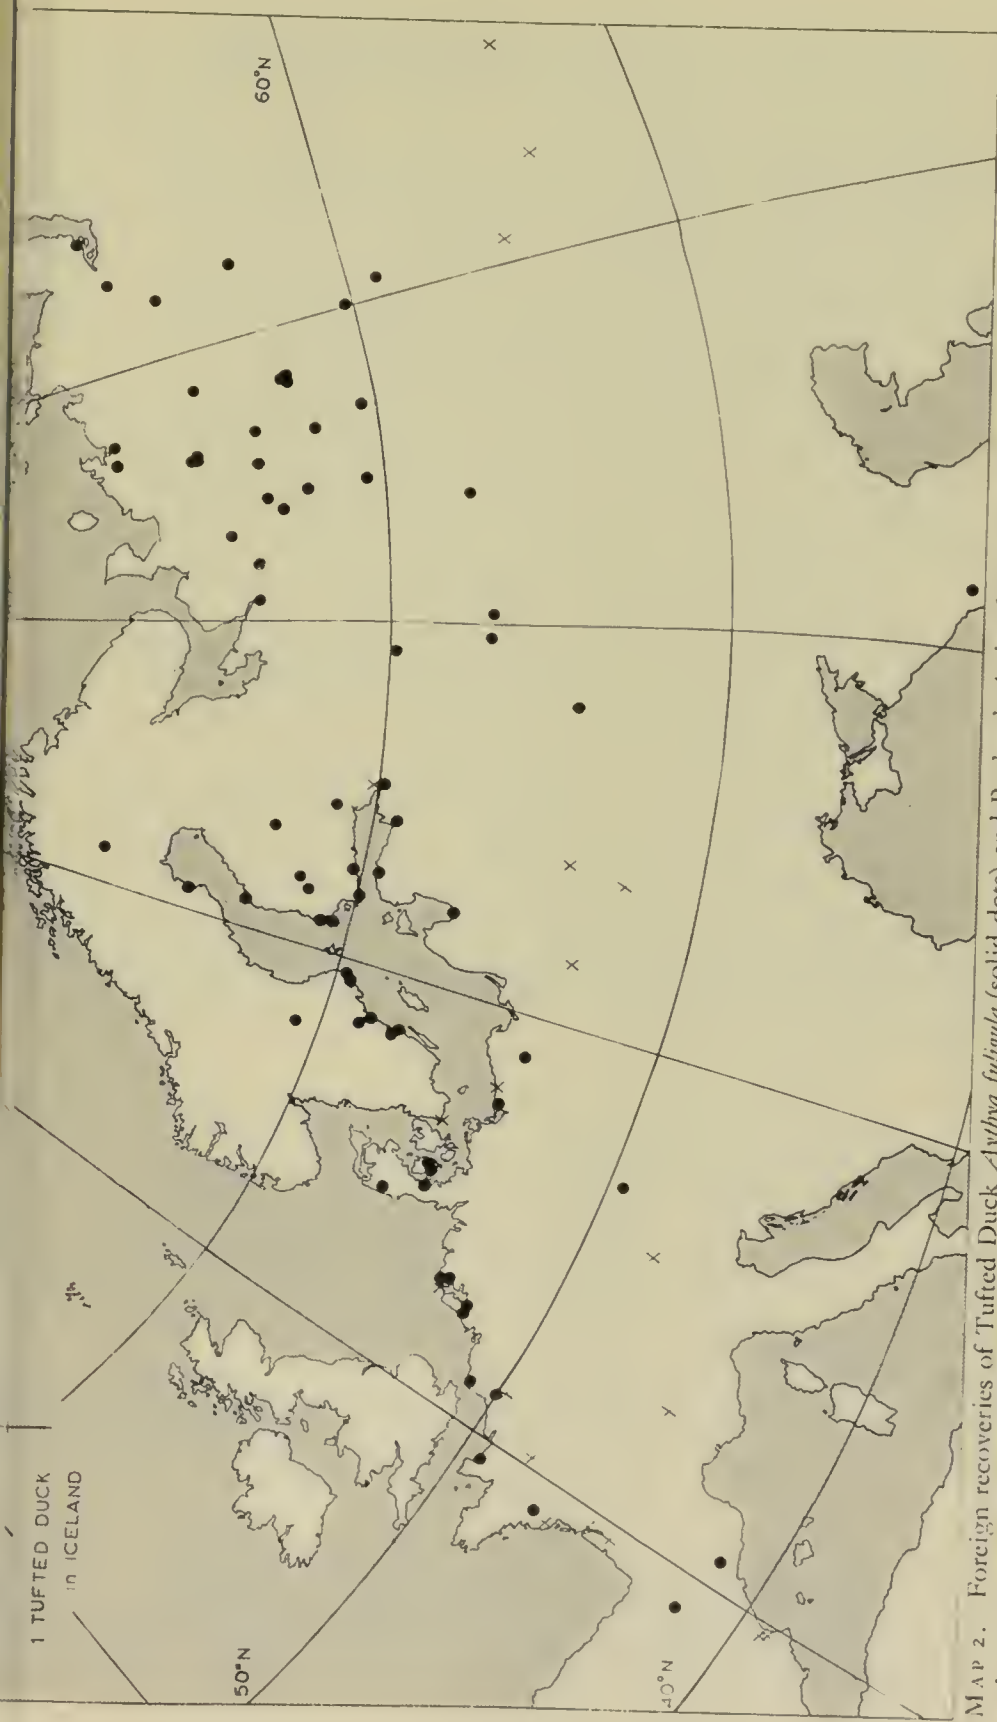 1 TUFTED DUCK
in ICELAND
60°N
50°N
40°N
MAP 2. Foreign recoveries of Tufted Duck Aythya fuligula (solid dots) and